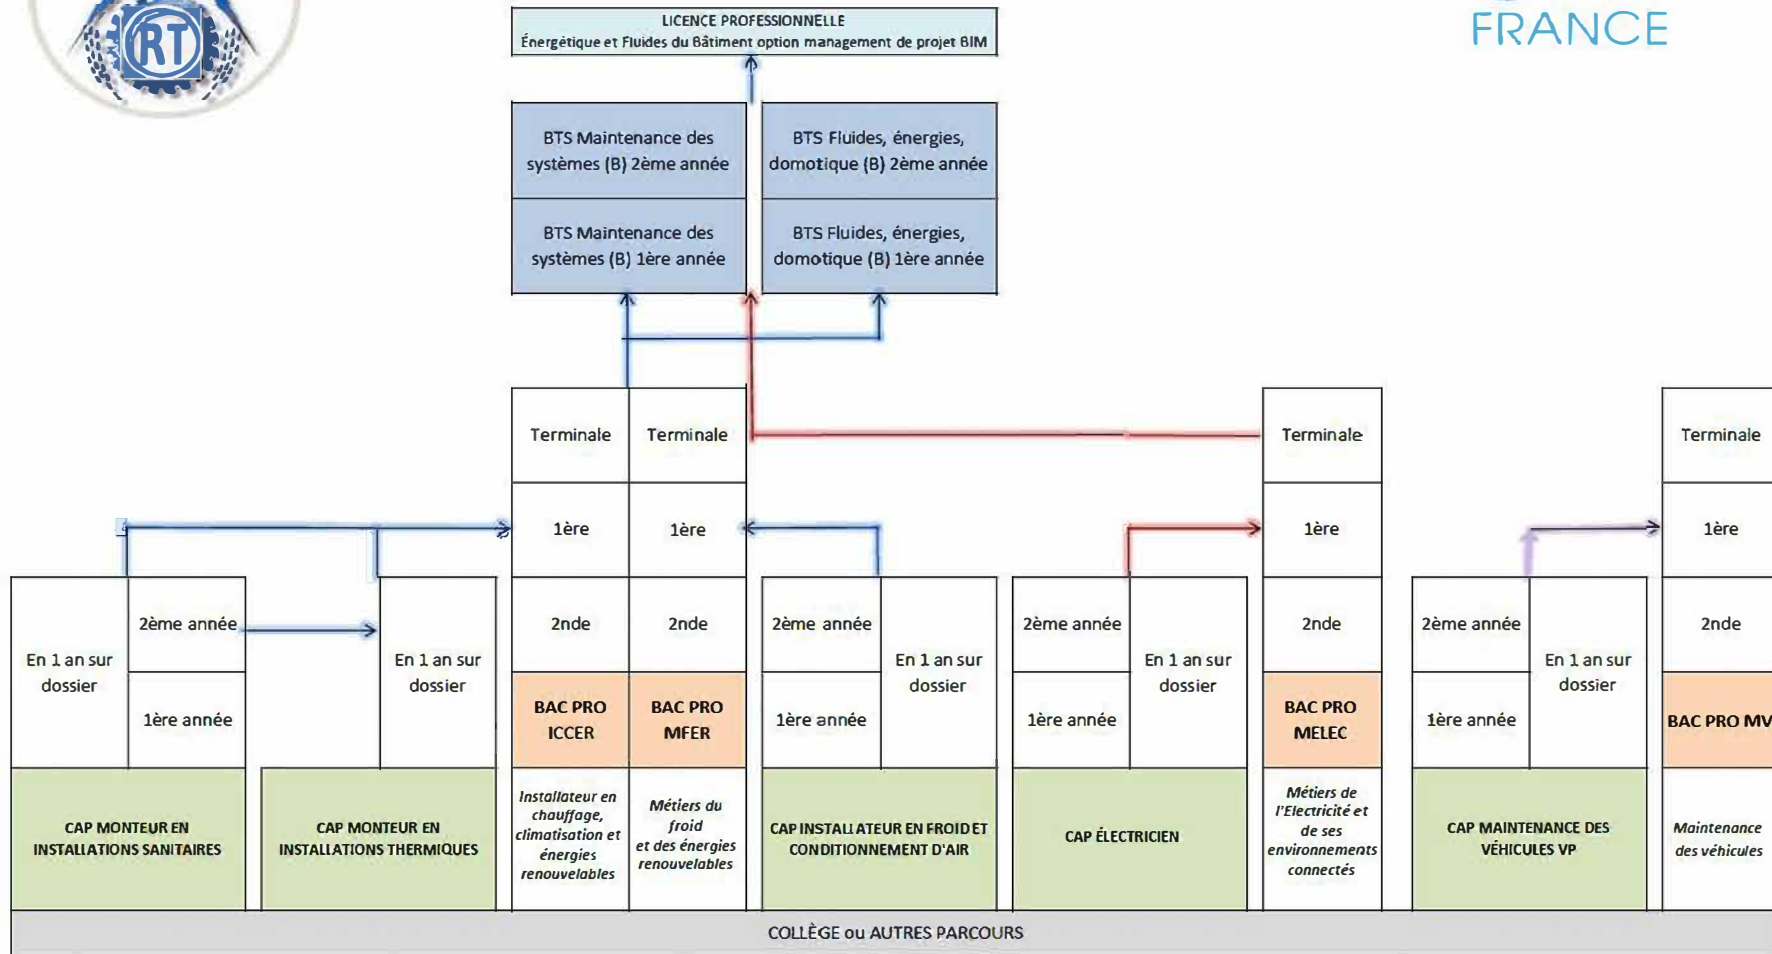 RT
FRANCE
LICENCE PROFESSIONNELLE
Énergétique et Fluides du Bâtiment option management de projet BIM
BTS Maintenance des
systèmes (B) 2ème année
BTS Fluides, énergies,
domotique (B) 2ème année
BTS Maintenance des
systèmes (B) 1ère année
BTS Fluides, énergies,
domotique (B) 1ère année
Terminale
Terminale
Terminale
Terminale
1ère
1ère
1ère
1ère
En 1 an sur
dossier
2ème année
1ère année
En 1 an sur
dossier
2nde
2nde
2ème année
1ère année
En 1 an sur
dossier
2ème année
1ère année
En 1 an sur
dossier
2nde
2ème année
1ère année
En 1 an sur
dossier
2nde
BAC PRO
ICCER
BAC PRO
MFER
BAC PRO
MELEC
BAC PRO MV
CAP MONTEUR EN
INSTALLATIONS SANITAIRES
CAP MONTEUR EN
INSTALLATIONS THERMIQUES
Installateur en
chauffage,
climatisation et
énergies
renouvelables
Métiers du
froid
et des énergies
renouvelables
CAP INSTALLATEUR EN FROID ET
CONDITIONNEMENT D'AIR
CAP ÉLECTRICIEN
Métiers de
l'Electricité et
de ses
environnements
connectés
CAP MAINTENANCE DES
VÉHICULES VP
Maintenance
des véhicules
COLLÈGE ou AUTRES PARCOURS